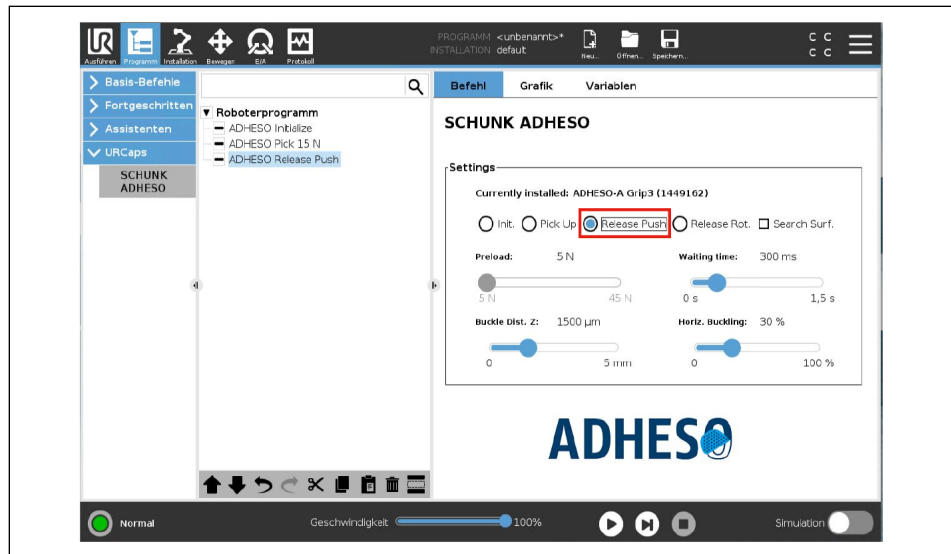 UR
PROGRAMM <unbenannt>*
INSTALLATION defaut
Ausführen Programm Installation Bewegen E/A Protokoll
Neu... Öffnen... Speichern...
C C
C C
Basis-Befehle
Fortgeschritten
Assistenten
URCaps
SCHUNK
ADHESO
Roboterprogramm
ADHESO Initialize
ADHESO Pick 15 N
ADHESO Release Push
Befehl Grafik Variablen
SCHUNK ADHESO
Settings
Currently installed: ADHESO-A Grip3 (1449162)
Init. Pick Up Release Push Release Rot. Search Surf.
Preload: 5 N Waiting time: 300 ms
5 N 45 N 0 s 1,5 s
Buckle Dist. Z: 1500 µm Horiz. Buckling: 30 %
0 5 mm 0 100 %
ADHESO
Normal Geschwindigkeit 100% Simulation